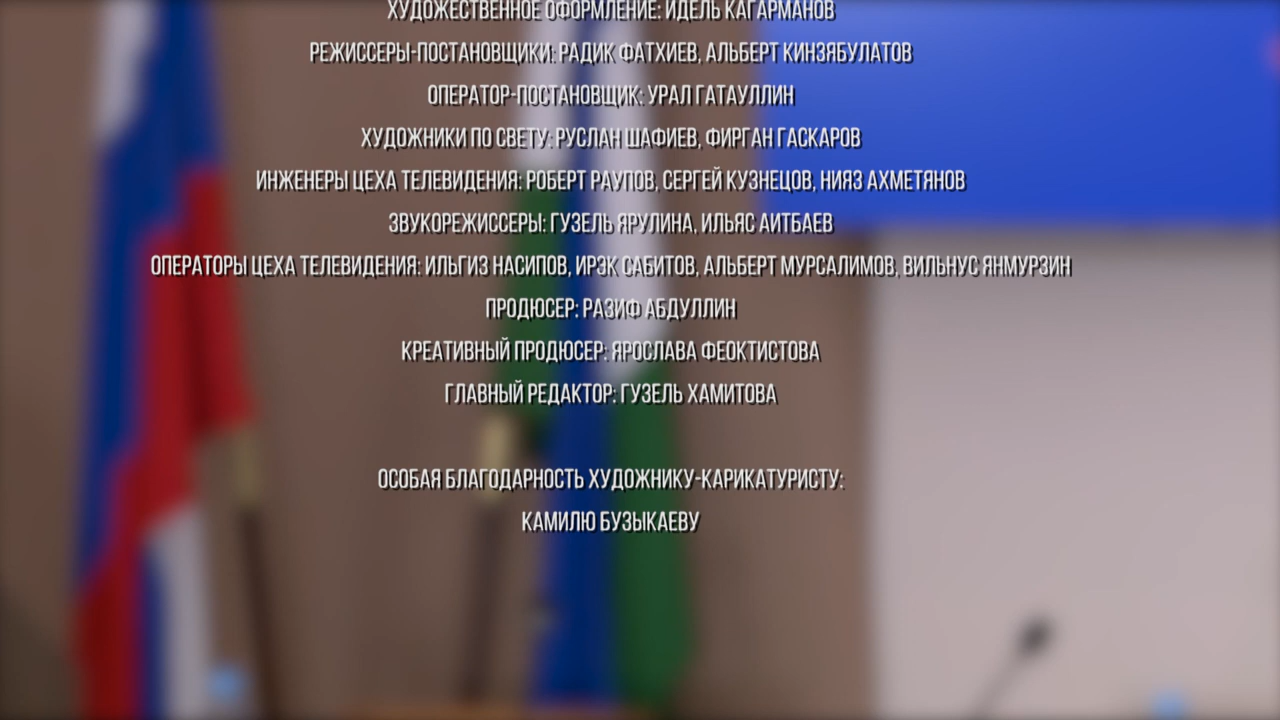 ХУДОЖЕСТВЕННОЕ ОФОРМЛЕНИЕ: ИДЕЛЬ КАГАРМАНОВ
РЕЖИССЕРЫ-ПОСТАНОВЩИКИ: РАДИК ФАТХИЕВ, АЛЬБЕРТ КИНЗЯБУЛАТОВ
ОПЕРАТОР-ПОСТАНОВЩИК: УРАЛ ГАТАУЛЛИН
ХУДОЖНИКИ ПО СВЕТУ: РУСЛАН ШАФИЕВ, ФИРГАН ГАСКАРОВ
ИНЖЕНЕРЫ ЦЕХА ТЕЛЕВИДЕНИЯ: РОБЕРТ РАУПОВ, СЕРГЕЙ КУЗНЕЦОВ, НИЯЗ АХМЕТЯНОВ
ЗВУКОРЕЖИССЕРЫ: ГУЗЕЛЬ ЯРУЛИНА, ИЛЬЯС АИТБАЕВ
ОПЕРАТОРЫ ЦЕХА ТЕЛЕВИДЕНИЯ: ИЛЬГИЗ НАСИПОВ, ИРЭК САБИТОВ, АЛЬБЕРТ МУРСАЛИМОВ, ВИЛЬНУС ЯНМУРЗИН
ПРОДЮСЕР: РАЗИФ АБДУЛЛИН
КРЕАТИВНЫЙ ПРОДЮСЕР: ЯРОСЛАВА ФЕОКТИСТОВА
ГЛАВНЫЙ РЕДАКТОР: ГУЗЕЛЬ ХАМИТОВА
ОСОБАЯ БЛАГОДАРНОСТЬ ХУДОЖНИКУ-КАРИКАТУРИСТУ:
КАМИЛЮ БУЗЫКАЕВУ